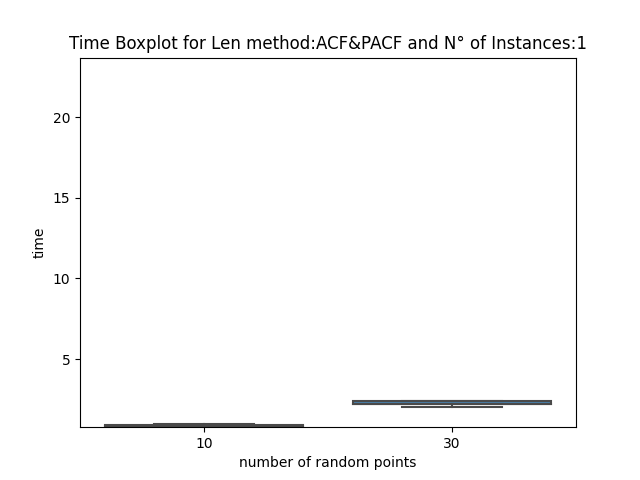 Time Boxplot for Len method:ACF&PACF and N° of Instances:1
20
15
10
5
time
10 30
number of random points